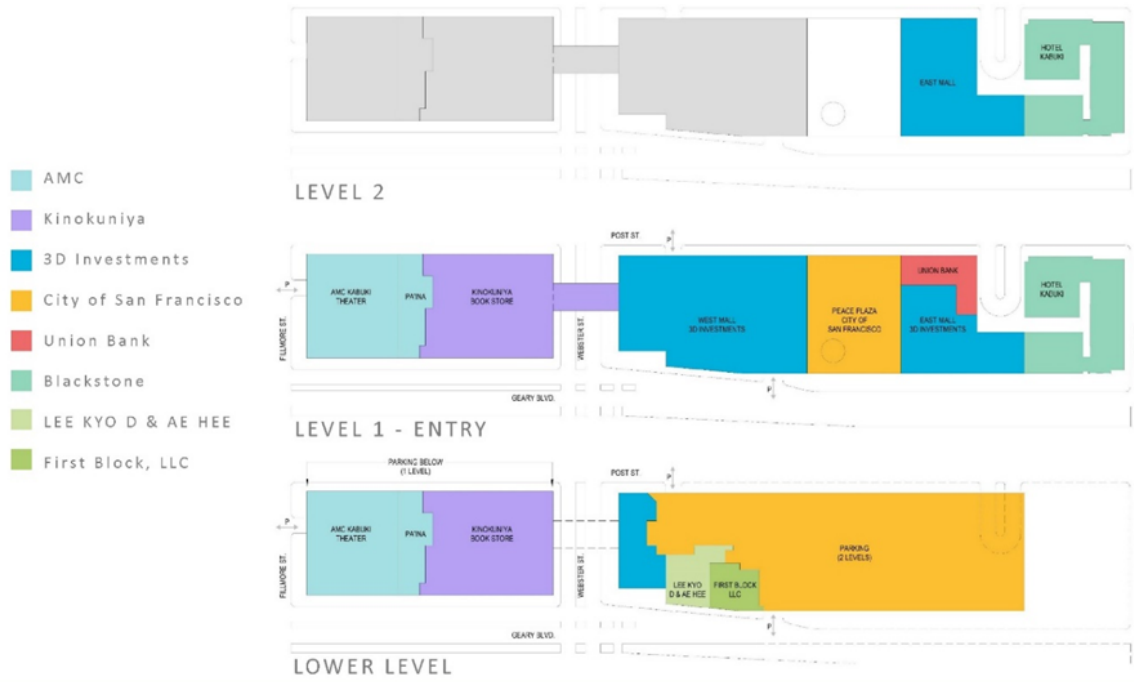 HOTEL
KABUKI
EAST MALL
LEVEL 2
AMC
Kinokuniya
3D Investments
City of San Francisco
Union Bank
Blackstone
LEE KYO D & AE HEE
First Block, LLC
POST ST.
P
P
AMC KABUKI
THEATER
PA'INA
KINOKUNIYA
BOOK STORE
FILLMORE ST.
WEBSTER ST.
WEST MALL
3D INVESTMENTS
PEACE PLAZA
CITY OF
SAN FRANCISCO
UNION BANK
EAST MALL
3D INVESTMENTS
HOTEL
KABUKI
P
GEARY BLVD.
LEVEL 1 - ENTRY
PARKING BELOW
(1 LEVEL)
POST ST.
P
P
AMC KABUKI
THEATER
PA'INA
KINOKUNIYA
BOOK STORE
FILLMORE ST.
WEBSTER ST.
PARKING
(2 LEVELS)
LEE KYO
D & AE HEE
FIRST BLOCK
LLC
P
GEARY BLVD.
LOWER LEVEL